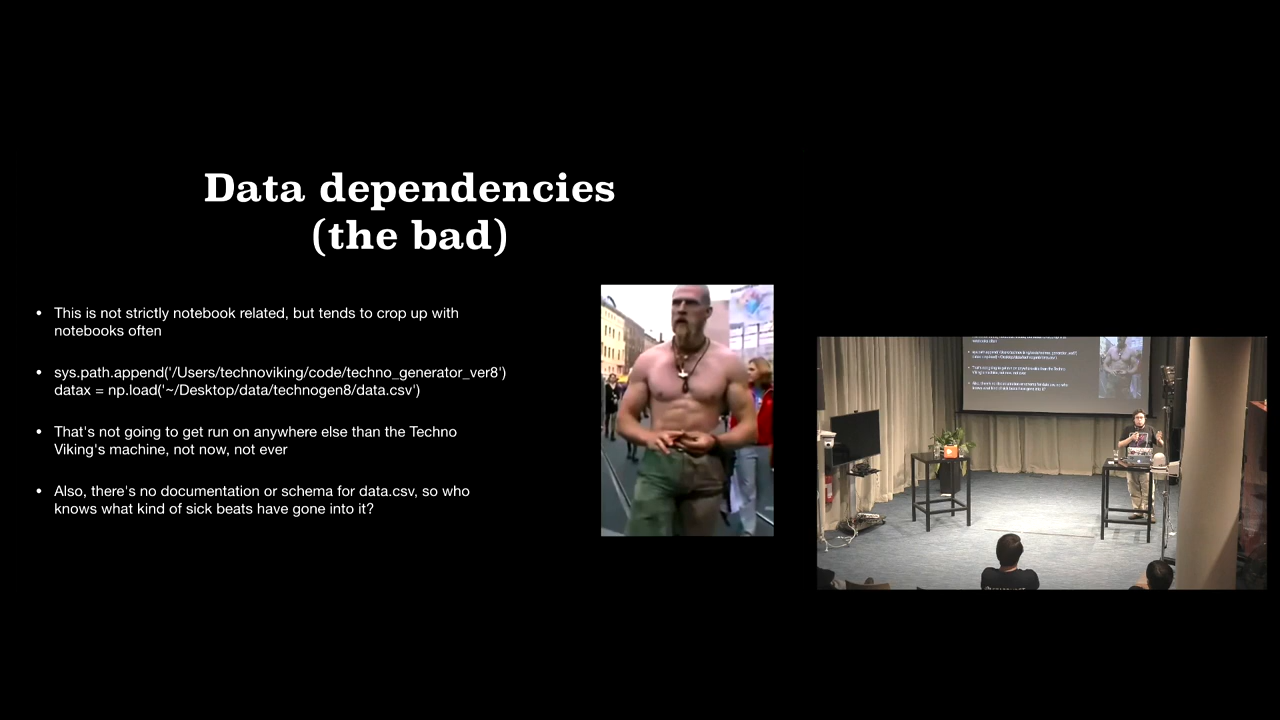 Data dependencies
(the bad)
• This is not strictly notebook related, but tends to crop up with
notebooks often
• sys.path.append('/Users/technoviking/code/techno_generator_ver8')
datax = np.load('~/Desktop/data/technogen8/data.csv')
• That's not going to get run on anywhere else than the Techno
Viking's machine, not now, not ever
• Also, there's no documentation or schema for data.csv, so who
knows what kind of sick beats have gone into it?